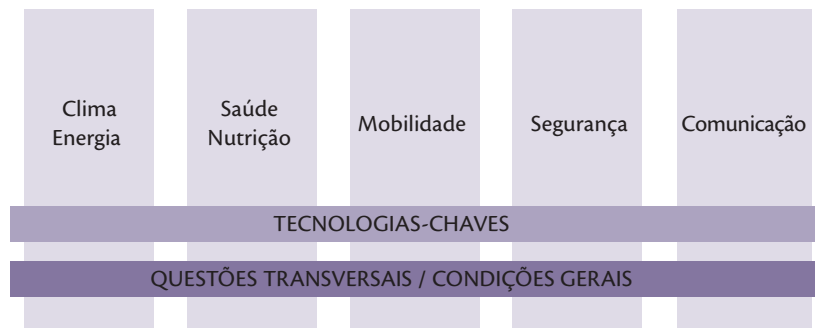 Clima
Energia
Saúde
Nutrição
Mobilidade
Segurança
Comunicação
TECNOLOGIAS-CHAVES
QUESTÕES TRANSVERSAIS / CONDIÇÕES GERAIS